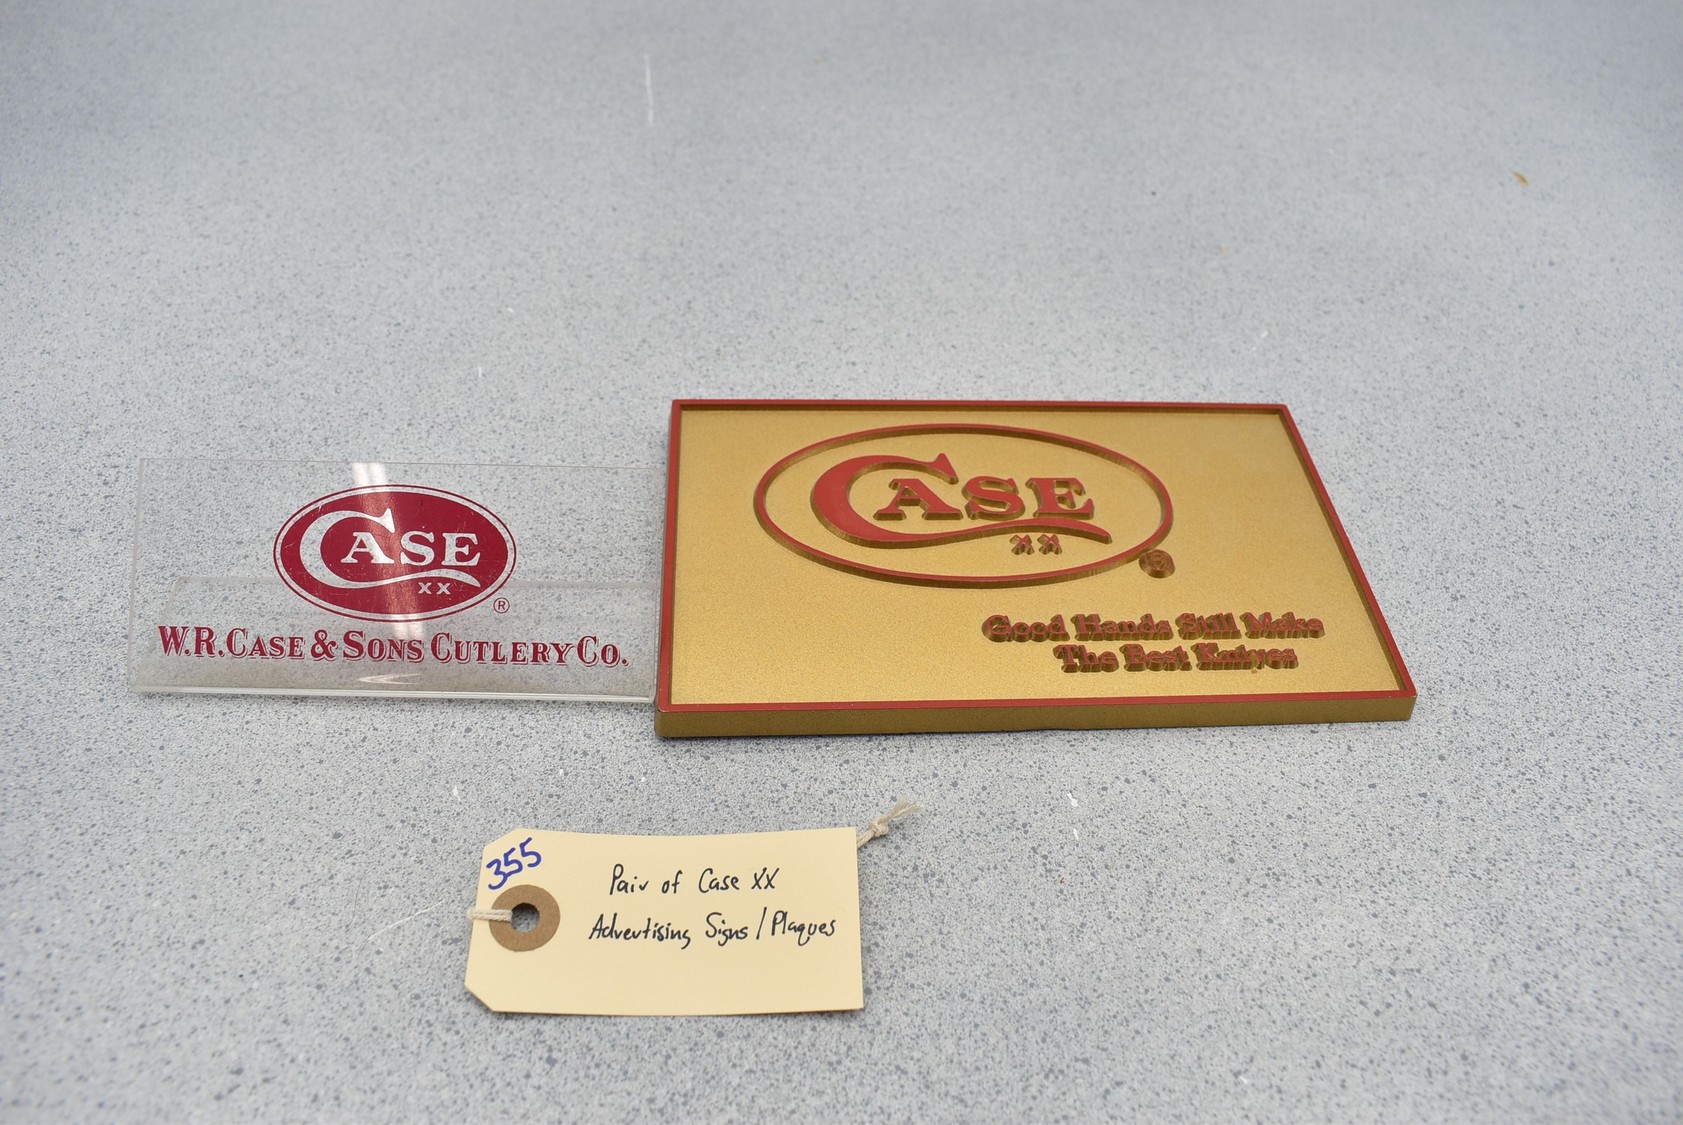 CASE
XX
®
W.R. CASE & SONS CUTLERY CO.
CASE
XX
®
Good Hands Still Make
The Best Knives
355
Pair of Case XX
Advertising Signs / Plaques